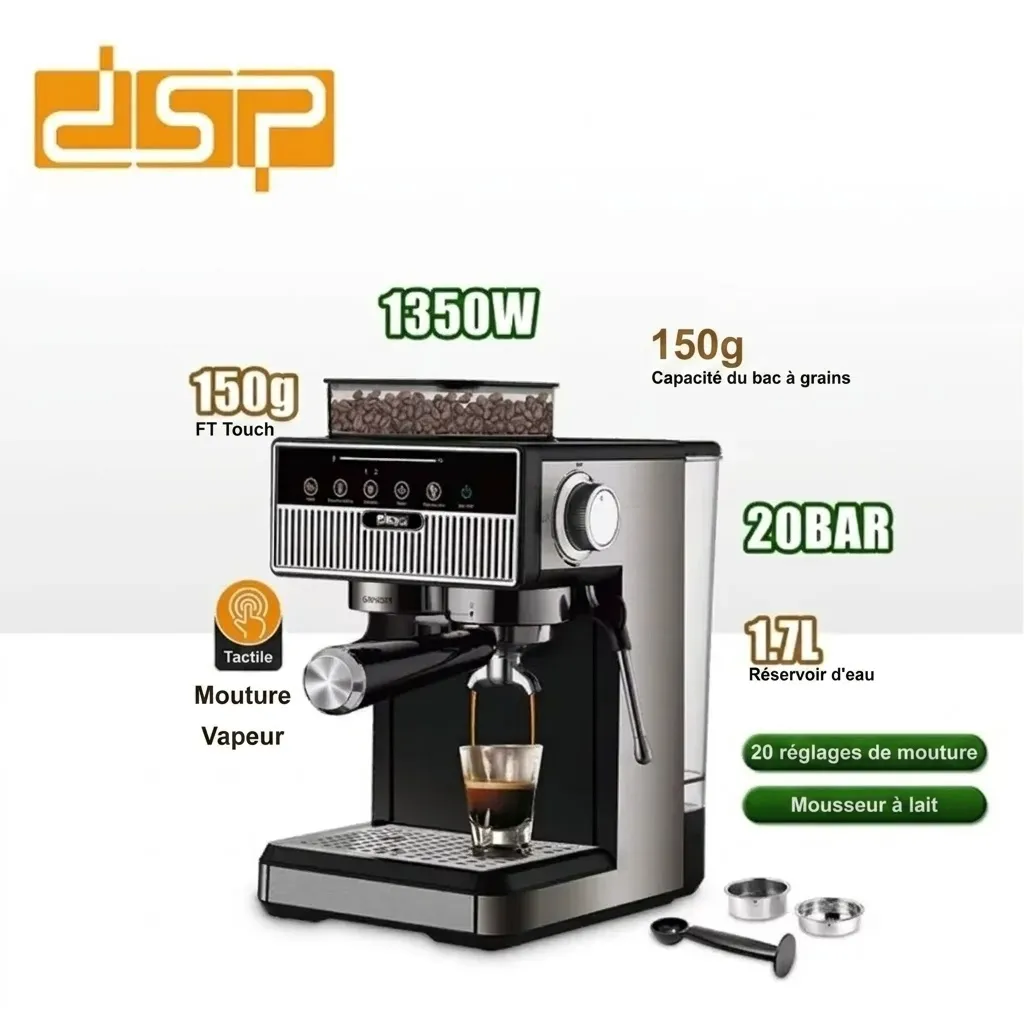 dsp
1350W
150g
Capacité du bac à grains
150g
FT Touch
20BAR
Tactile
1.7L
Réservoir d'eau
Mouture
Vapeur
20 réglages de mouture
Mousseur à lait